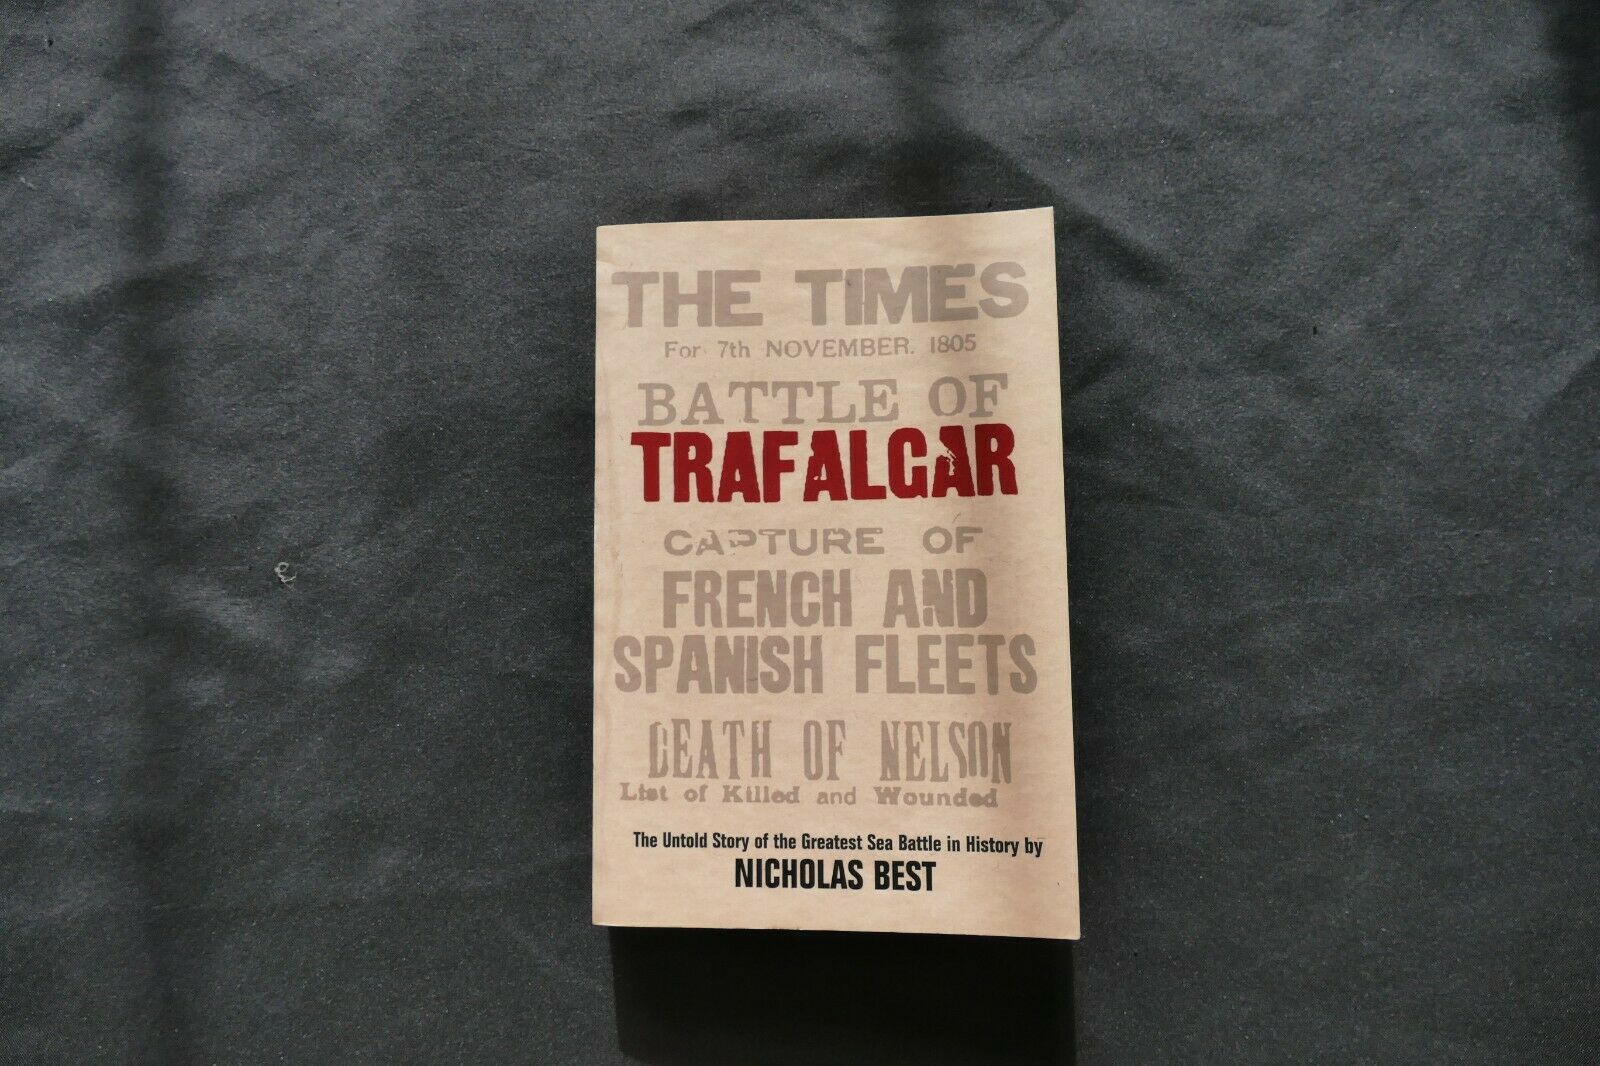 THE TIMES
For 7th NOVEMBER. 1805
BATTLE OF
TRAFALGAR
CAPTURE OF
FRENCH AND
SPANISH FLEETS
DEATH OF NELSON
List of Killed and Wounded
The Untold Story of the Greatest Sea Battle in History by
NICHOLAS BEST